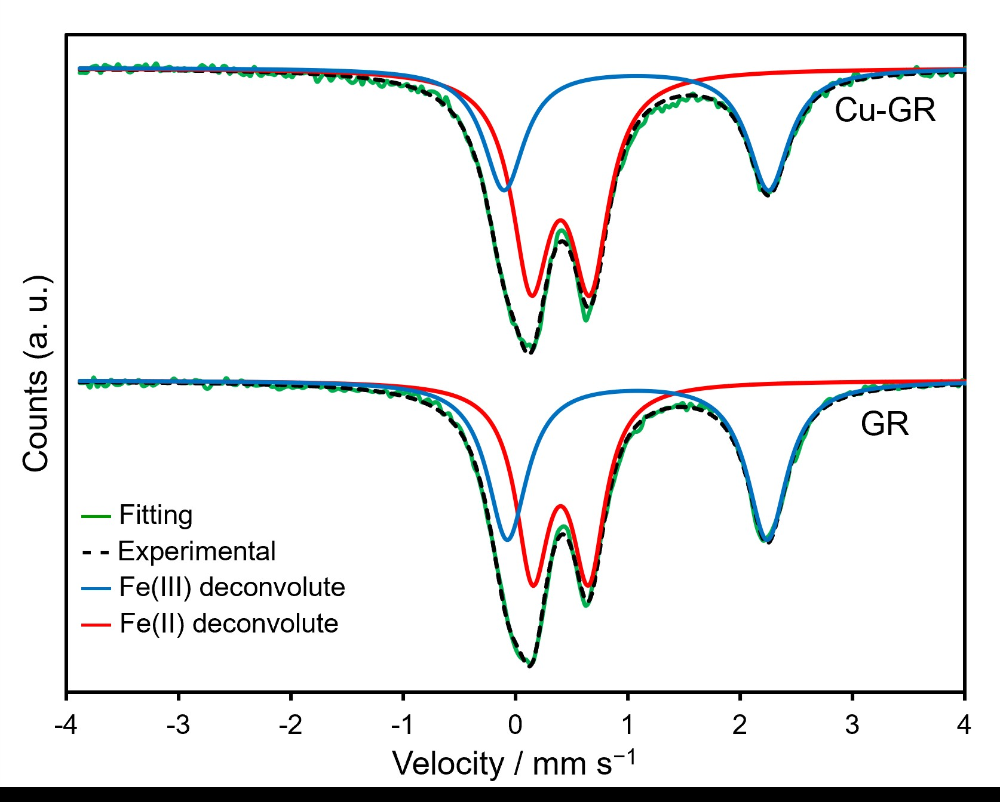 Cu-GR
GR
Counts (a. u.)
Fitting
Experimental
Fe(III) deconvolute
Fe(II) deconvolute
-4 -3 -2 -1 0 1 2 3 4
Velocity / mm s⁻¹